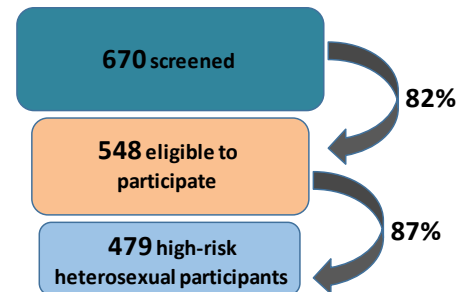 670 screened
82%
548 eligible to
participate
87%
479 high-risk
heterosexual participants